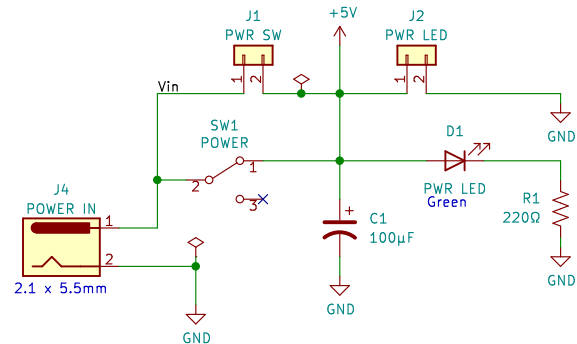 J1
PWR SW
+5V
J2
PWR LED
1
2
1
2
Vin
GND
SW1
POWER
1
2
3
D1
PWR LED
Green
J4
POWER IN
1
2
2.1 x 5.5mm
C1
100µF
+
R1
220Ω
GND
GND
GND